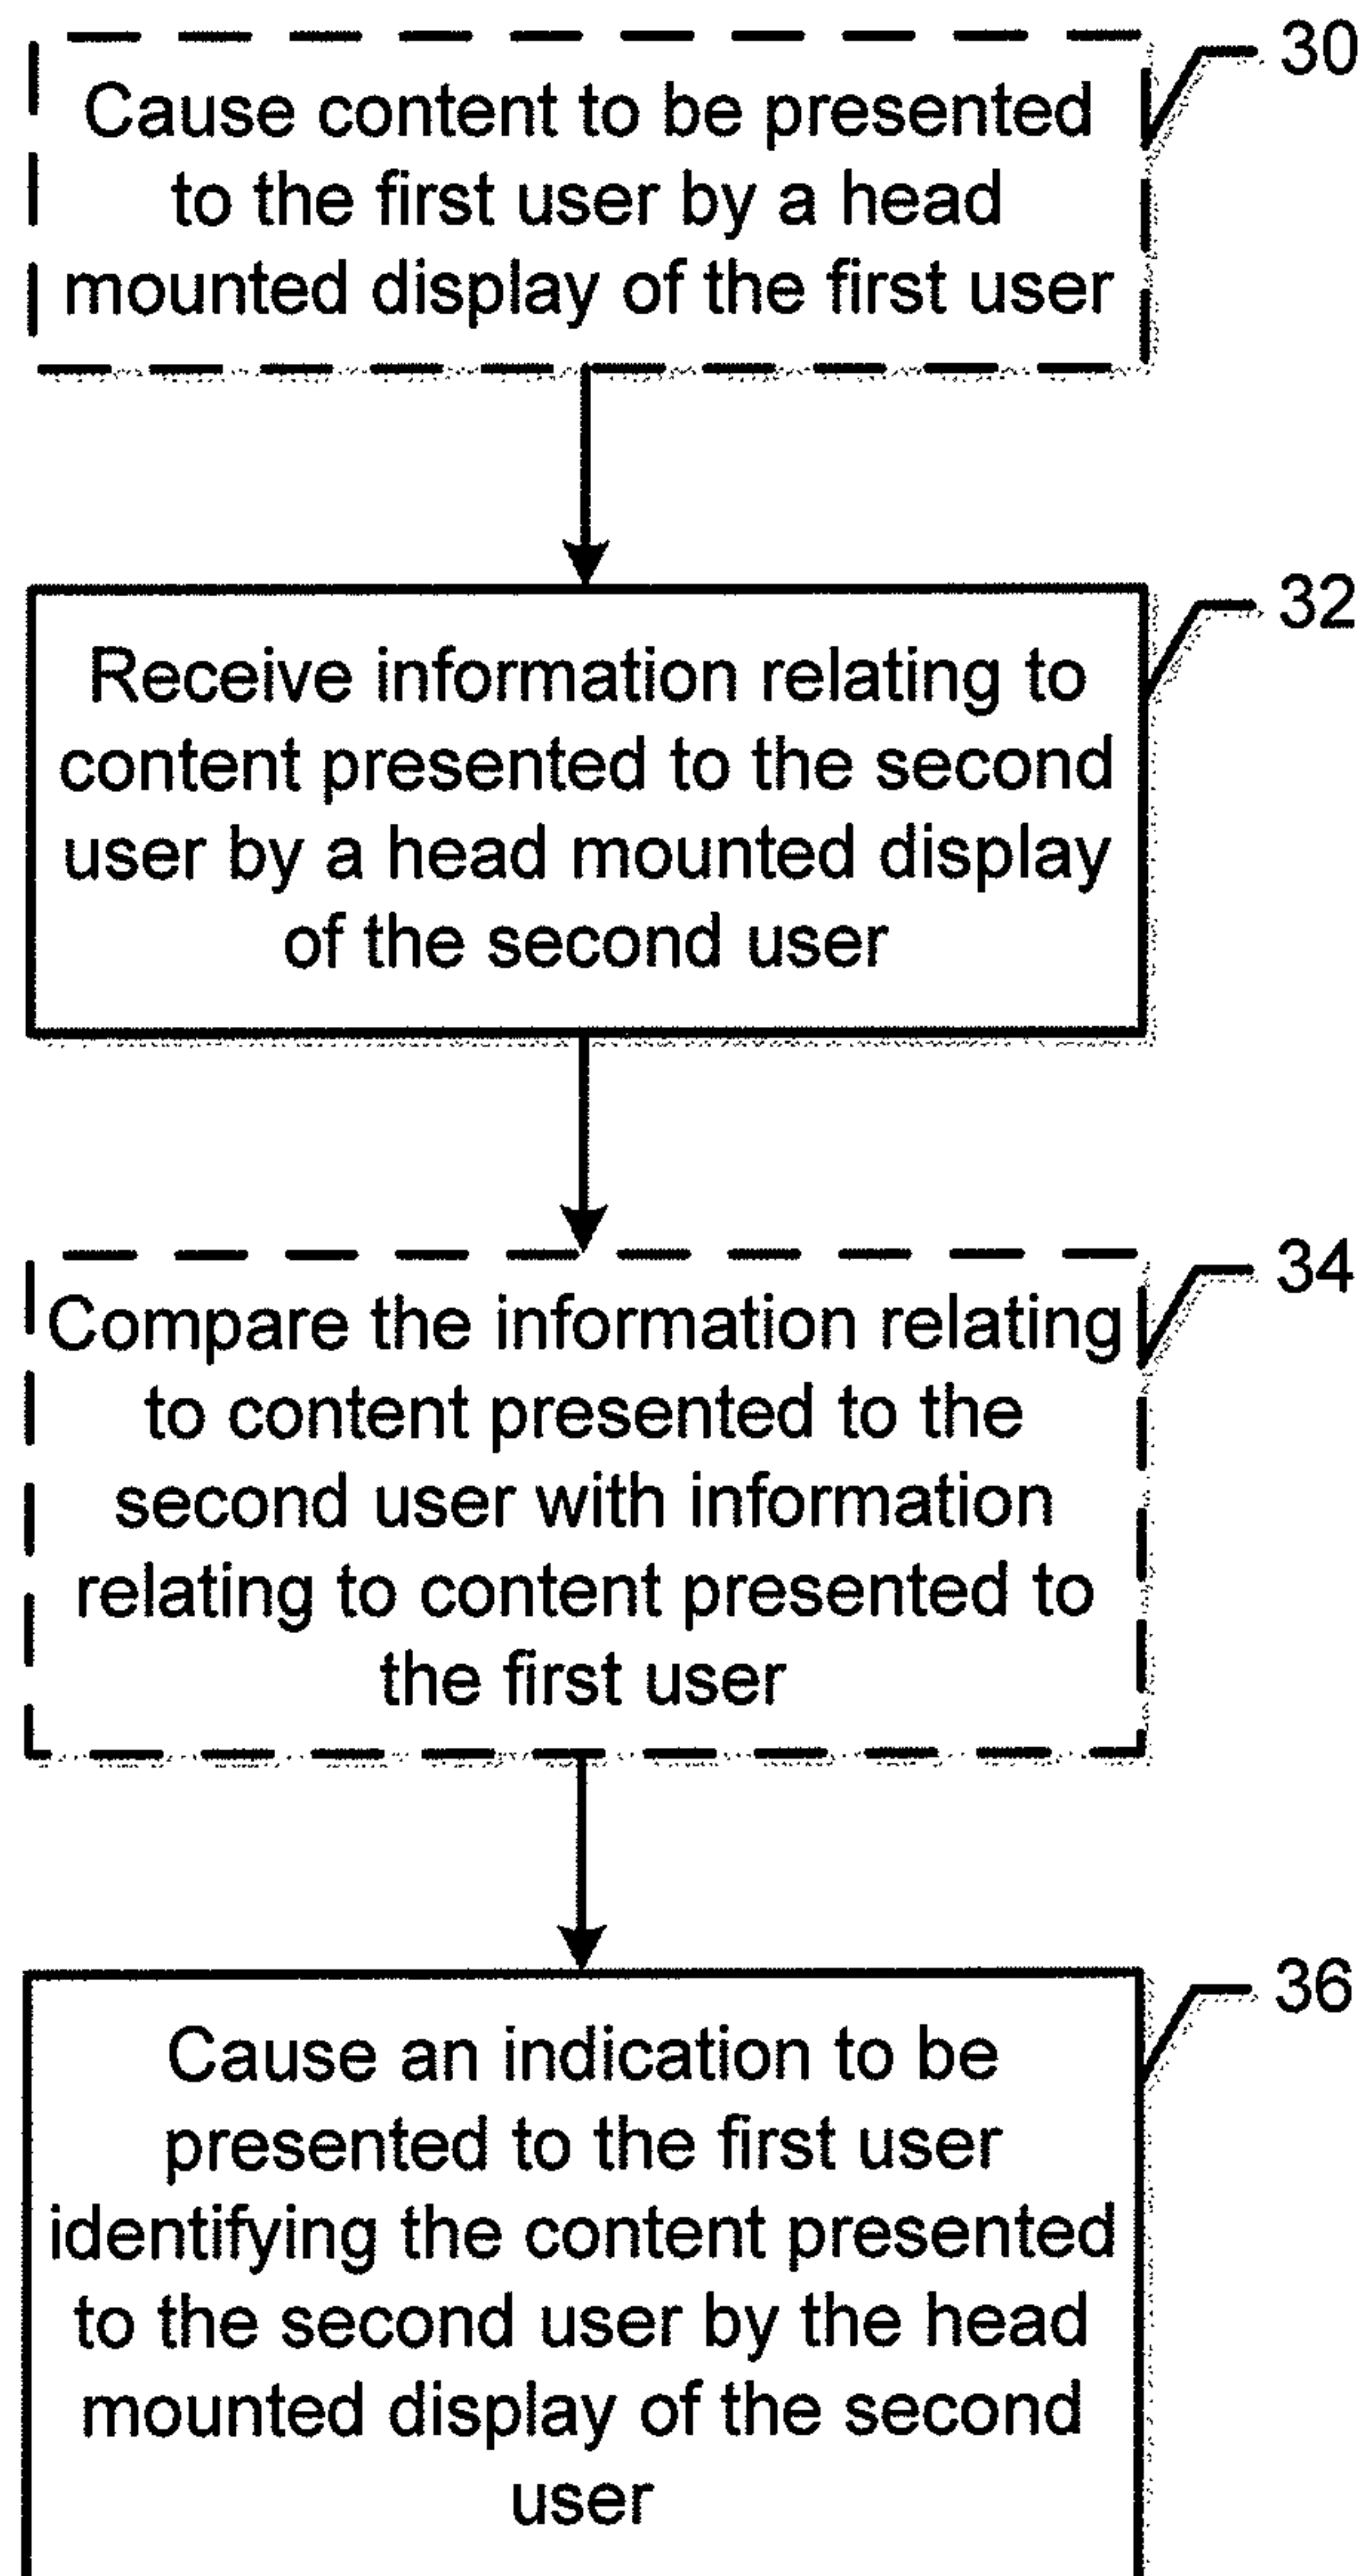 Cause content to be presented
to the first user by a head
mounted display of the first user
30
Receive information relating to
content presented to the second
user by a head mounted display
of the second user
32
Compare the information relating
to content presented to the
second user with information
relating to content presented to
the first user
34
Cause an indication to be
presented to the first user
identifying the content presented
to the second user by the head
mounted display of the second
user
36